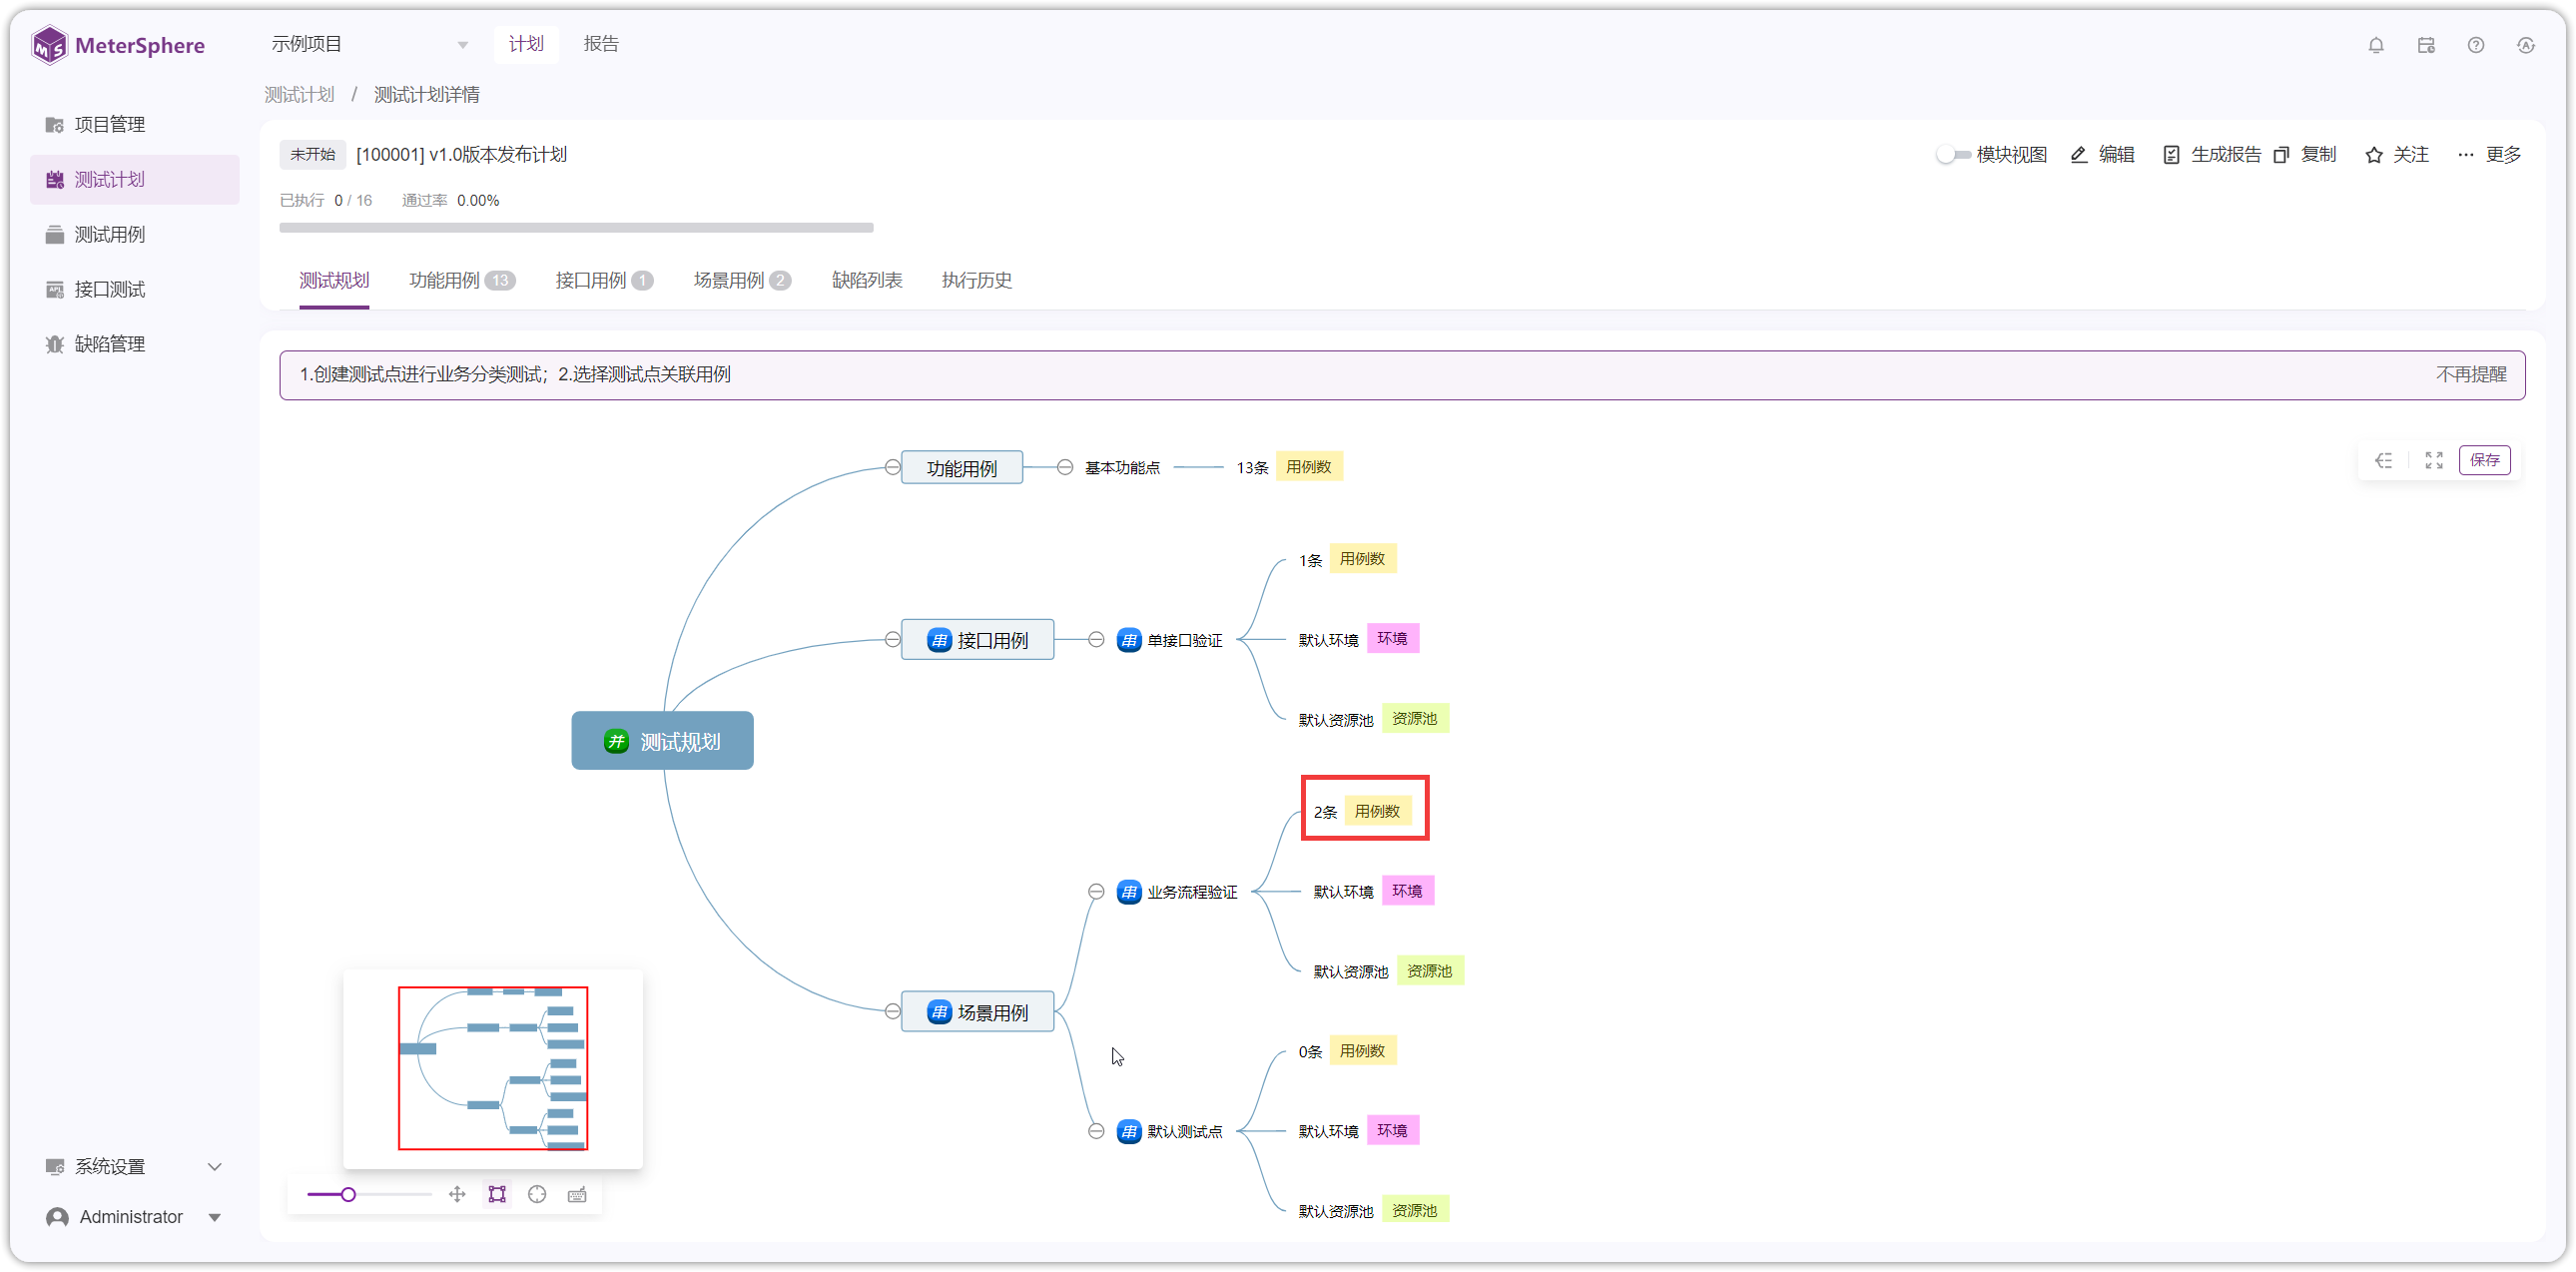 MeterSphere
示例项目
计划
报告
项目管理
测试计划
测试用例
接口测试
缺陷管理
系统设置
Administrator
测试计划 / 测试计划详情
未开始 [100001] v1.0版本发布计划
模块视图 编辑 生成报告 复制 关注 更多
已执行 0 / 16 通过率 0.00%
测试规划 功能用例 13 接口用例 1 场景用例 2 缺陷列表 执行历史
1.创建测试点进行业务分类测试；2.选择测试点关联用例 不再提醒
保存
功能用例 基本功能点 13条 用例数
1条 用例数
串 接口用例 串 单接口验证 默认环境 环境
默认资源池 资源池
并 测试规划
2条 用例数
串 业务流程验证 默认环境 环境
默认资源池 资源池
串 场景用例
0条 用例数
串 默认测试点 默认环境 环境
默认资源池 资源池